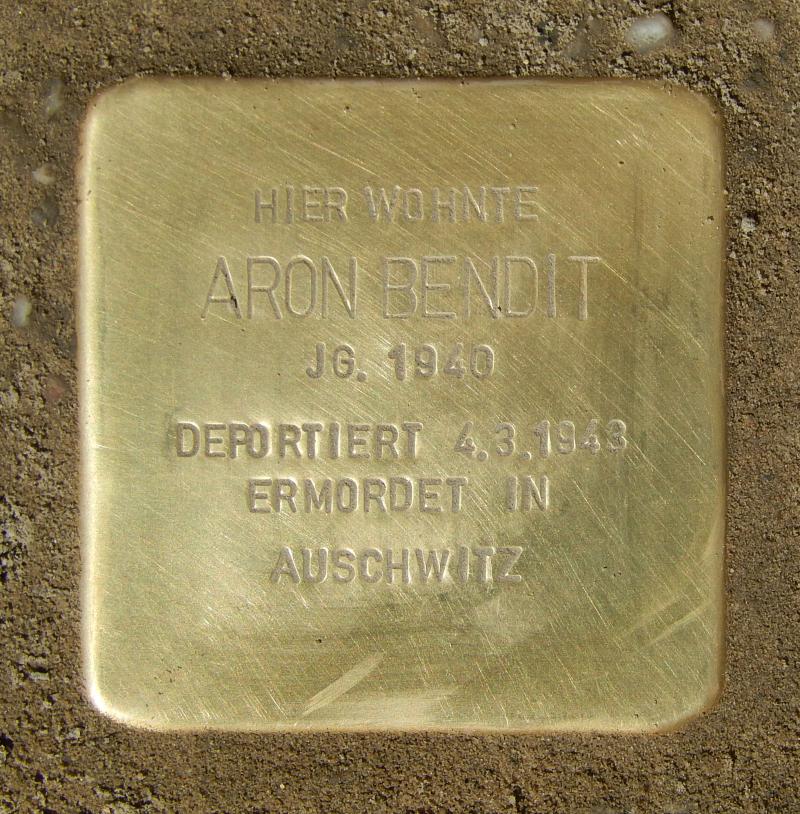 HIER WOHNTE
ARON BENDIT
JG. 1940
DEPORTIERT 4.3.1943
ERMORDET IN
AUSCHWITZ